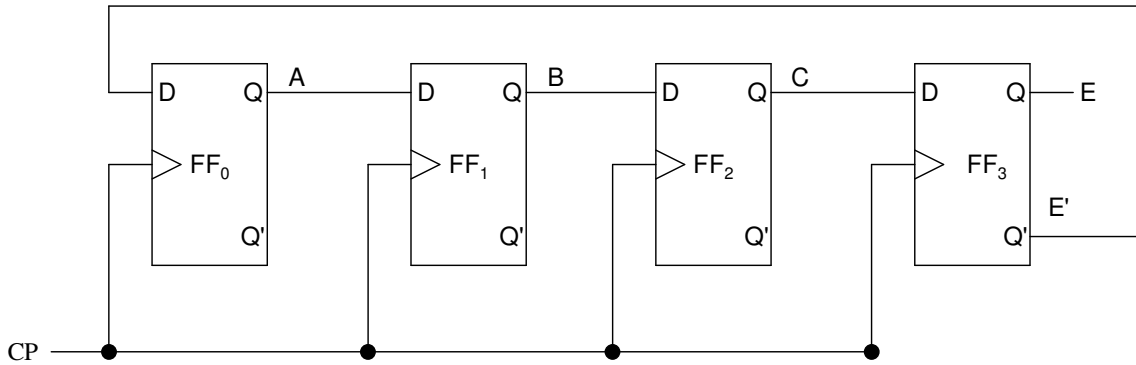 A B C
D Q D Q D Q D Q E
FF₀ FF₁ FF₂ FF₃
E'
Q' Q' Q' Q'
CP